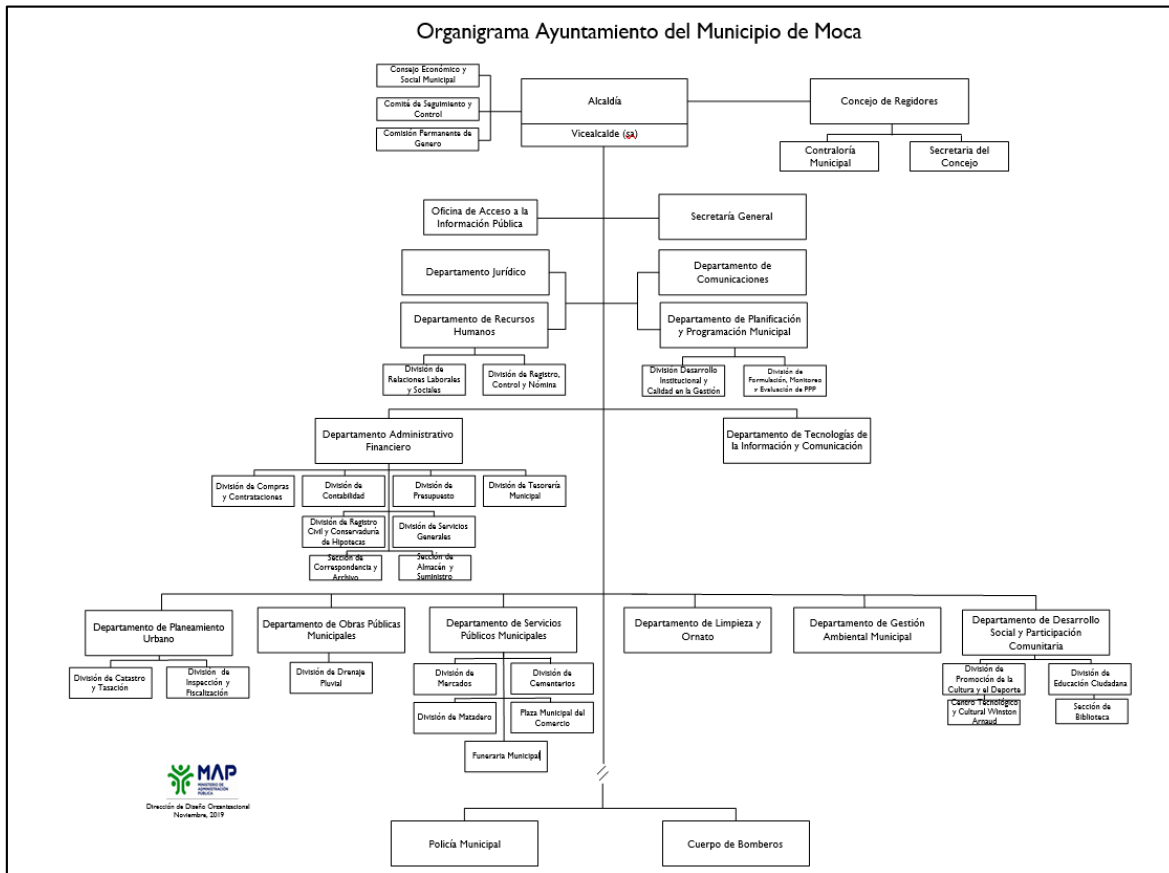 Organigrama Ayuntamiento del Municipio de Moca
Consejo Económico y
Social Municipal
Comité de Seguimiento y
Control
Comisión Permanente de
Genero
Alcaldía
Vicealcalde (sa)
Concejo de Regidores
Contraloría
Municipal
Secretaria del
Concejo
Oficina de Acceso a la
Información Pública
Secretaría General
Departamento Jurídico
Departamento de
Comunicaciones
Departamento de Recursos
Humanos
Departamento de Planificación
y Programación Municipal
División de
Relaciones Laborales
y Sociales
División de Registro,
Control y Nómina
División Desarrollo
Institucional y
Calidad en la Gestión
División de
Formulación, Monitoreo
y Evaluación de PPP
Departamento Administrativo
Financiero
Departamento de Tecnologías de
la Información y Comunicación
División de Compras
y Contrataciones
División de
Contabilidad
División de
Presupuesto
División de Tesorería
Municipal
División de Registro
Civil y Conservaduría
de Hipotecas
División de Servicios
Generales
Sección de
Correspondencia y
Archivo
Sección de
Almacén y
Suministro
Departamento de Planeamiento
Urbano
Departamento de Obras Públicas
Municipales
Departamento de Servicios
Públicos Municipales
Departamento de Limpieza y
Ornato
Departamento de Gestión
Ambiental Municipal
Departamento de Desarrollo
Social y Participación
Comunitaria
División de Catastro
y Tasación
División de
Inspección y
Fiscalización
División de Drenaje
Pluvial
División de
Mercados
División de
Cementerios
División de Matadero
Plaza Municipal del
Comercio
Funeraria Municipal
División de
Promoción de la
Cultura y el Deporte
División de
Educación Ciudadana
Centro Tecnológico
y Cultural Winston
Arnaud
Sección de
Biblioteca
MAP
MINISTERIO DE
ADMINISTRACIÓN
PÚBLICA
Dirección de Diseño Organizacional
Noviembre, 2019
Policía Municipal
Cuerpo de Bomberos